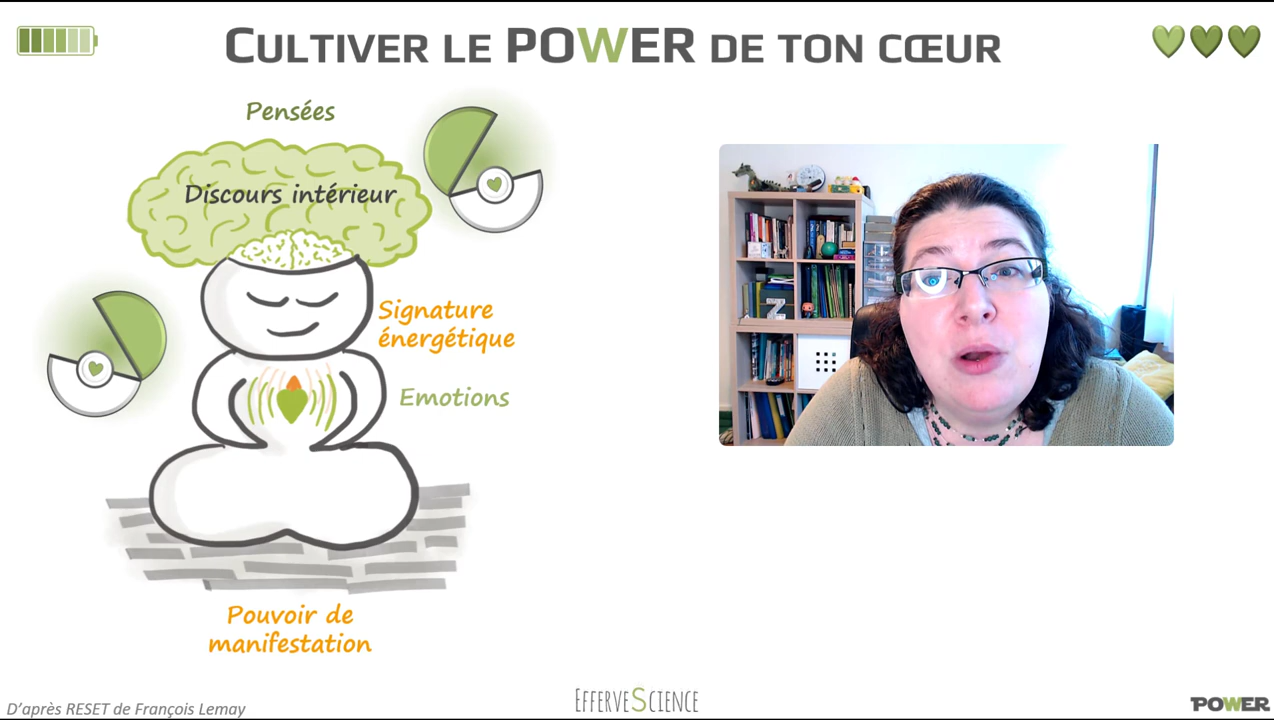 Cultiver le POWER de ton cœur
Pensées
Discours intérieur
Signature
énergétique
Emotions
Pouvoir de
manifestation
D'après RESET de François Lemay
EfferveScience
POWER